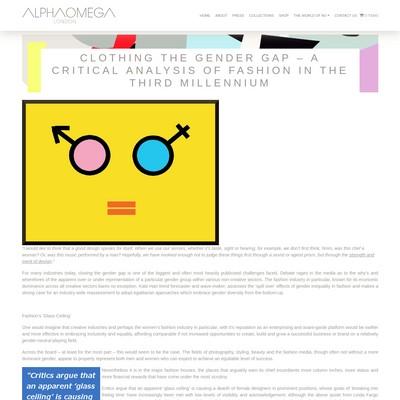 ALPHAOMEGA
LONDON
HOME ABOUT PRESS COLLECTIONS SHOP THE WORLD OF ΑΩ CONTACT US 0 ITEMS
CLOTHING THE GENDER GAP – A
CRITICAL ANALYSIS OF FASHION IN THE
THIRD MILLENNIUM
"I would like to think that a good design speaks for itself. When we use our senses, whether it's taste, sight or hearing, for example, we don't first think, 'hmm, was this chef a
woman? Or, was this music performed by a man? Hopefully, we have evolved enough not to judge these things first through a sexist or ageist prism, but through the strength and
merit of design."
For many industries today, closing the gender gap is one of the biggest and often most heavily publicised challenges faced. Debate rages in the media as to the why's and
wherefores of the apparent over or under representation of a particular gender group within various non-creative sectors. The fashion industry in particular, known for its economic
dominance across all creative sectors bares no exception. Kala Hair trend forecaster and wave-maker, assesses the 'spill over' effects of gender inequality in fashion and makes a
strong case for an industry-wide reassessment to adopt egalitarian approaches which embrace gender diversity from the bottom-up.
Fashion's 'Glass Ceiling'
One would imagine that creative industries and perhaps the women's fashion industry in particular, with it's reputation as an enterprising and avant-garde platform would be swifter
and more effective in embracing inclusivity and equality, affording comparable if not increased opportunities to create, build and grow a successful business or brand on a relatively
gender-neutral playing field.
Across the board – at least for the most part – this would seem to be the case. The fields of photography, styling, beauty and the fashion media, though often not without a more
dominant gender, appear to properly represent both men and women who can expect to achieve an equitable level of success.
"Critics argue that
an apparent 'glass
ceiling' is causing
Nevertheless it is in the major fashion houses, the places that arguably earn its chief incumbents more column inches, more status and
more financial rewards that have come under the most scrutiny.
Critics argue that an apparent 'glass ceiling' is causing a dearth of female designers in prominent positions, whose goals of 'breaking into
fixing time' have increasingly been met with low-levels of visibility and acknowledgement. Although the above quote from Linda Fargo